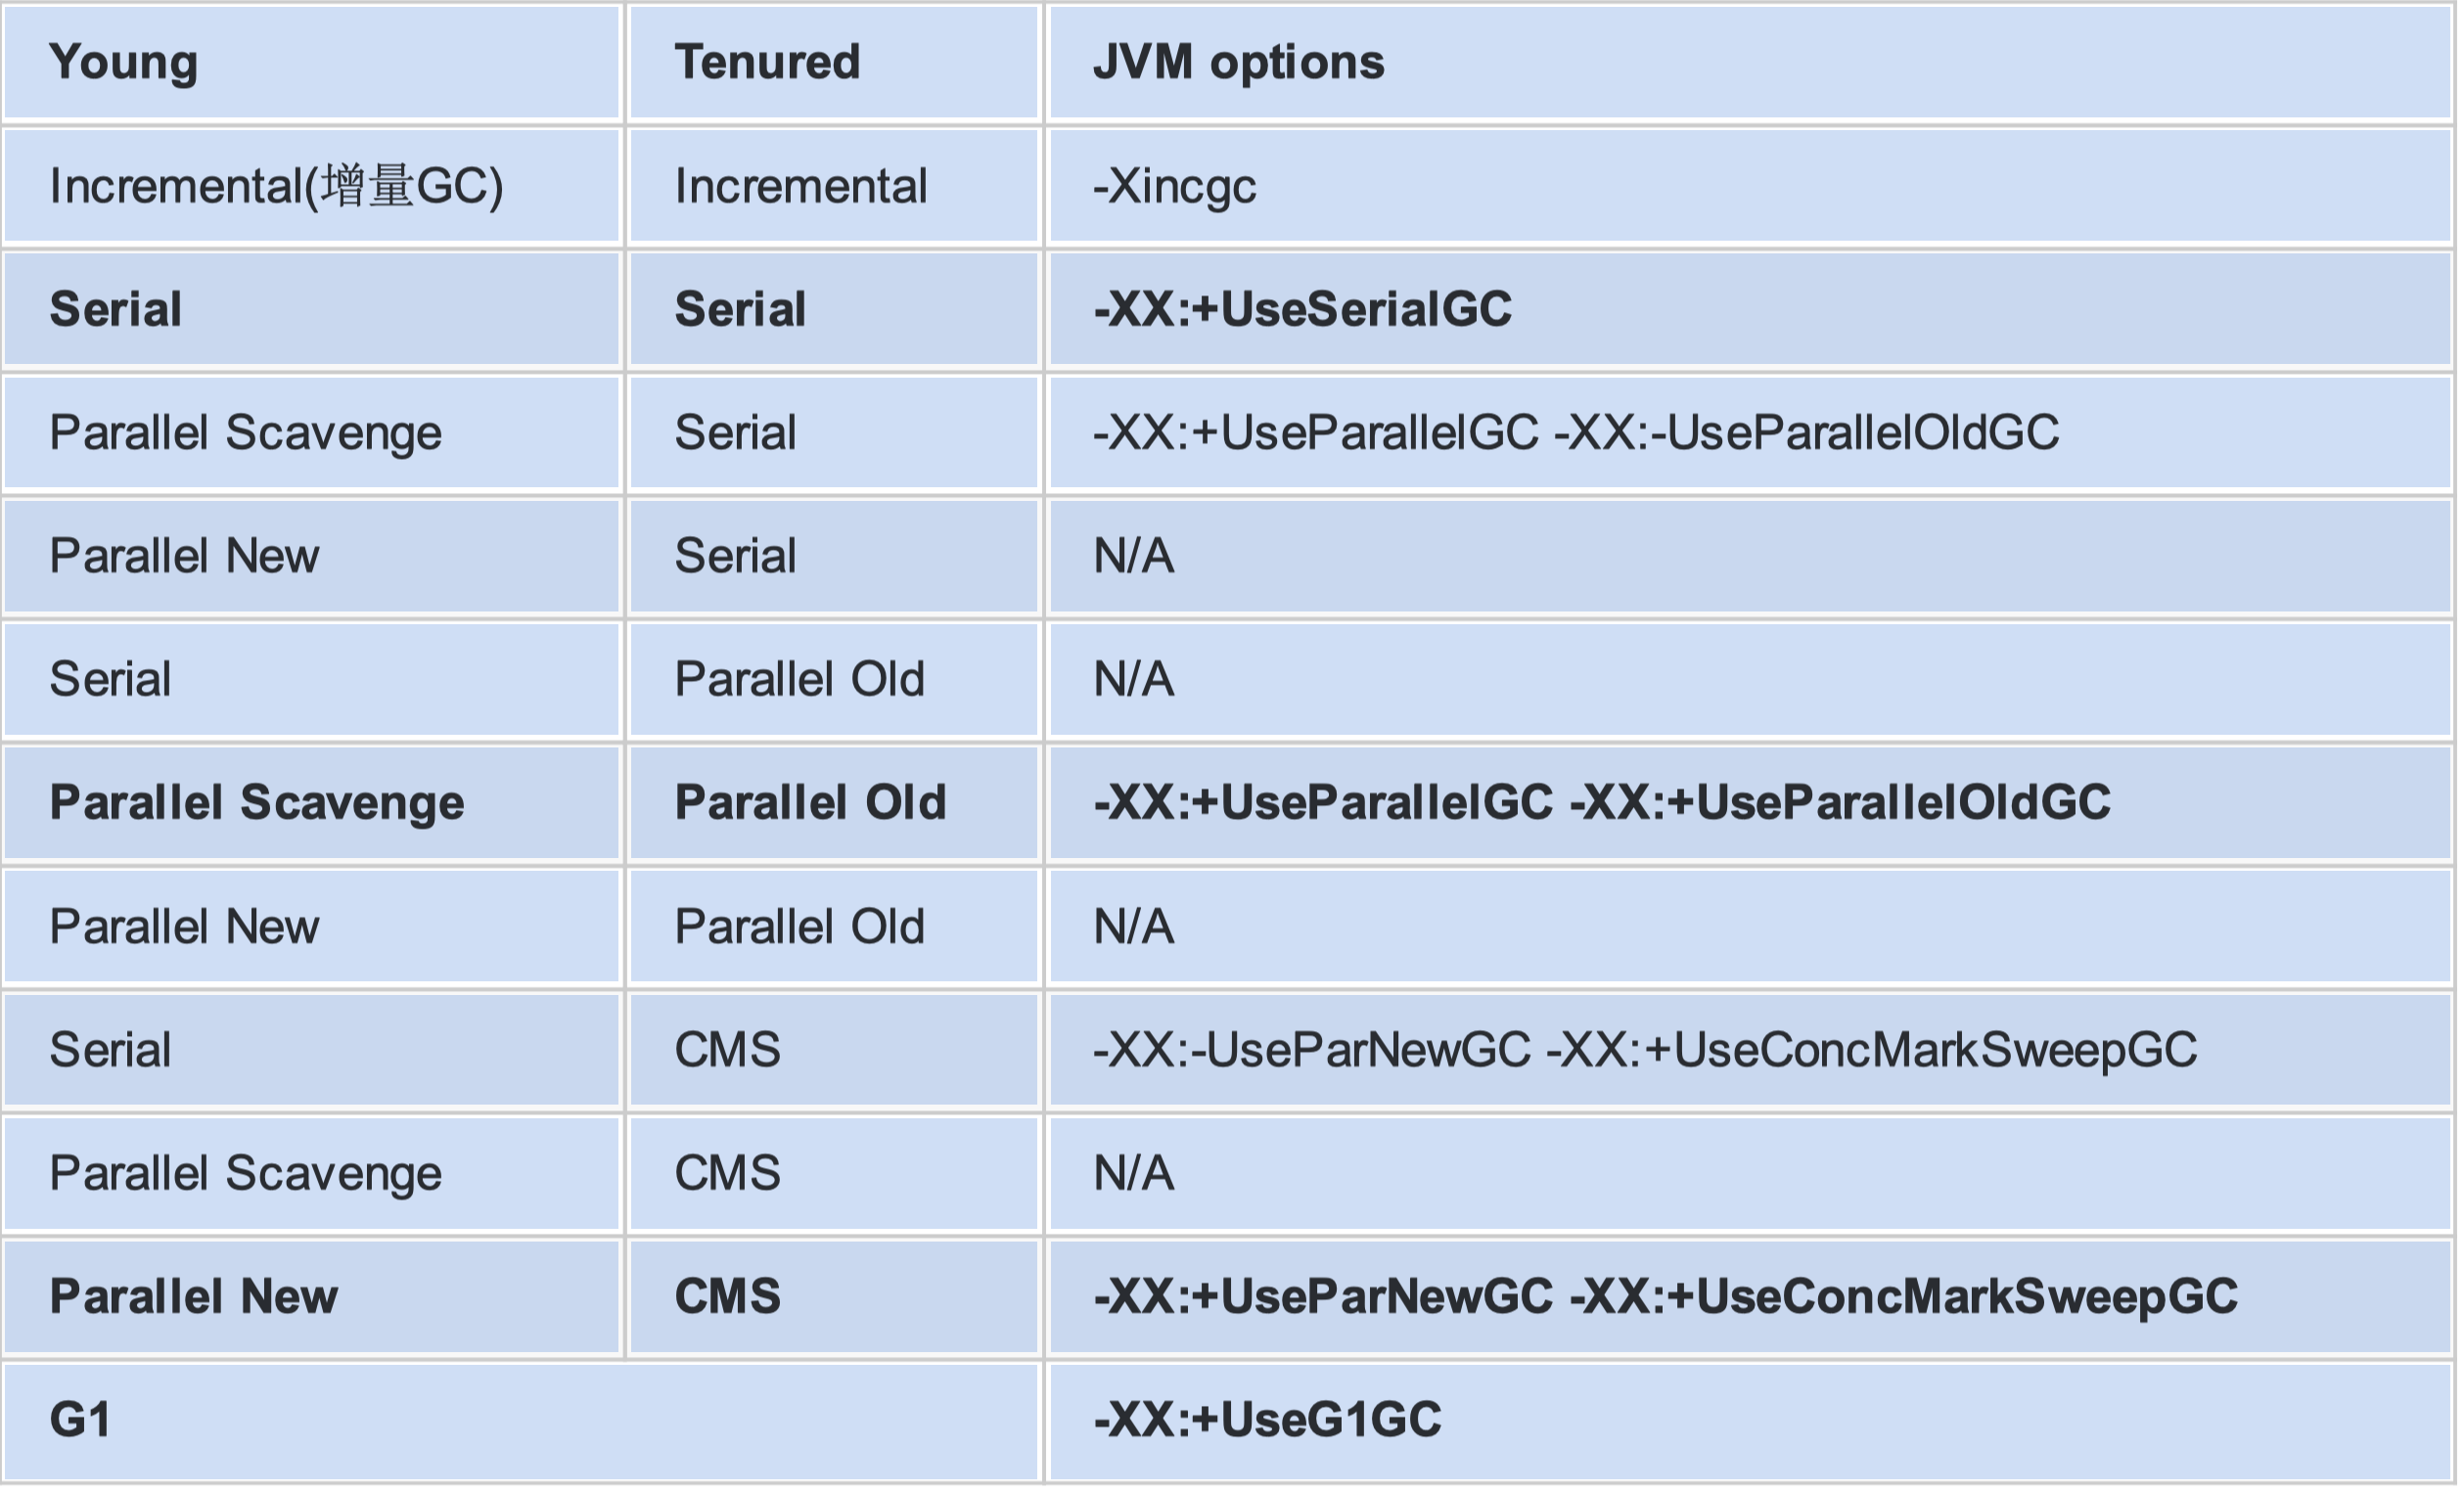 Young Tenured JVM options
Incremental(增量GC) Incremental -Xincgc
Serial Serial -XX:+UseSerialGC
Parallel Scavenge Serial -XX:+UseParallelGC -XX:-UseParallelOldGC
Parallel New Serial N/A
Serial Parallel Old N/A
Parallel Scavenge Parallel Old -XX:+UseParallelGC -XX:+UseParallelOldGC
Parallel New Parallel Old N/A
Serial CMS -XX:-UseParNewGC -XX:+UseConcMarkSweepGC
Parallel Scavenge CMS N/A
Parallel New CMS -XX:+UseParNewGC -XX:+UseConcMarkSweepGC
G1 -XX:+UseG1GC